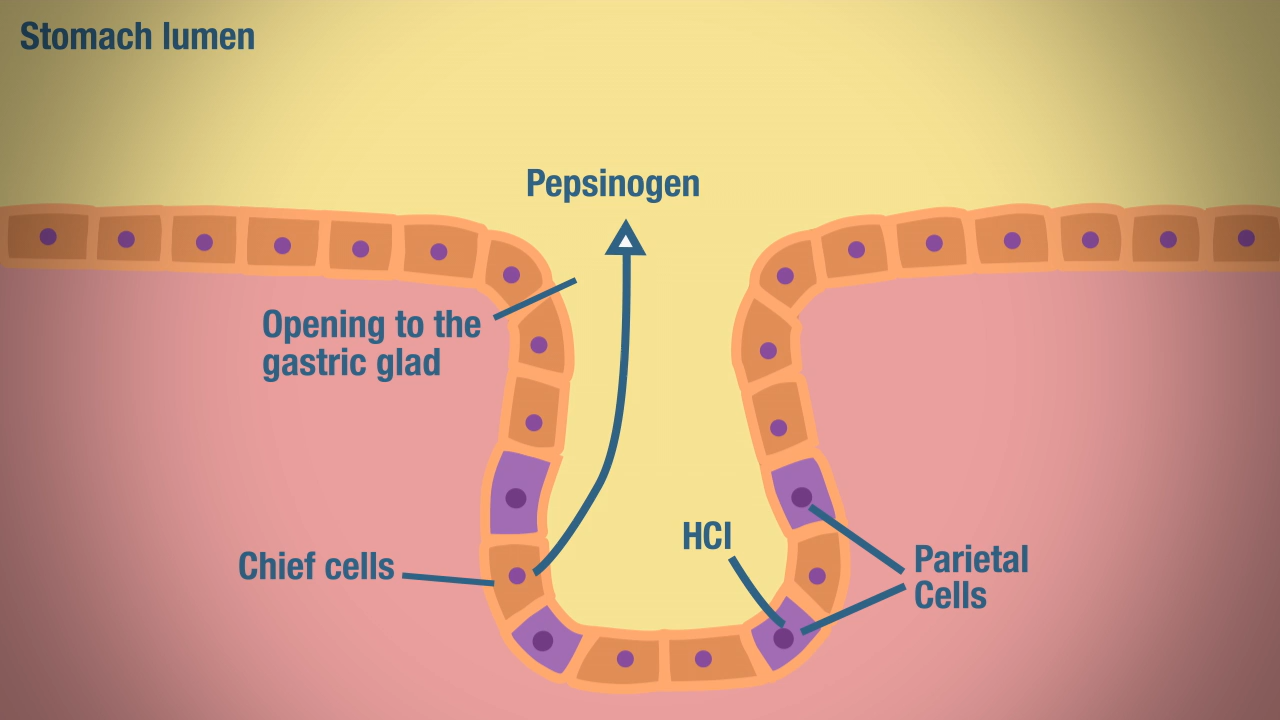 Stomach lumen
Pepsinogen
Opening to the
gastric glad
HCl
Chief cells
Parietal
Cells